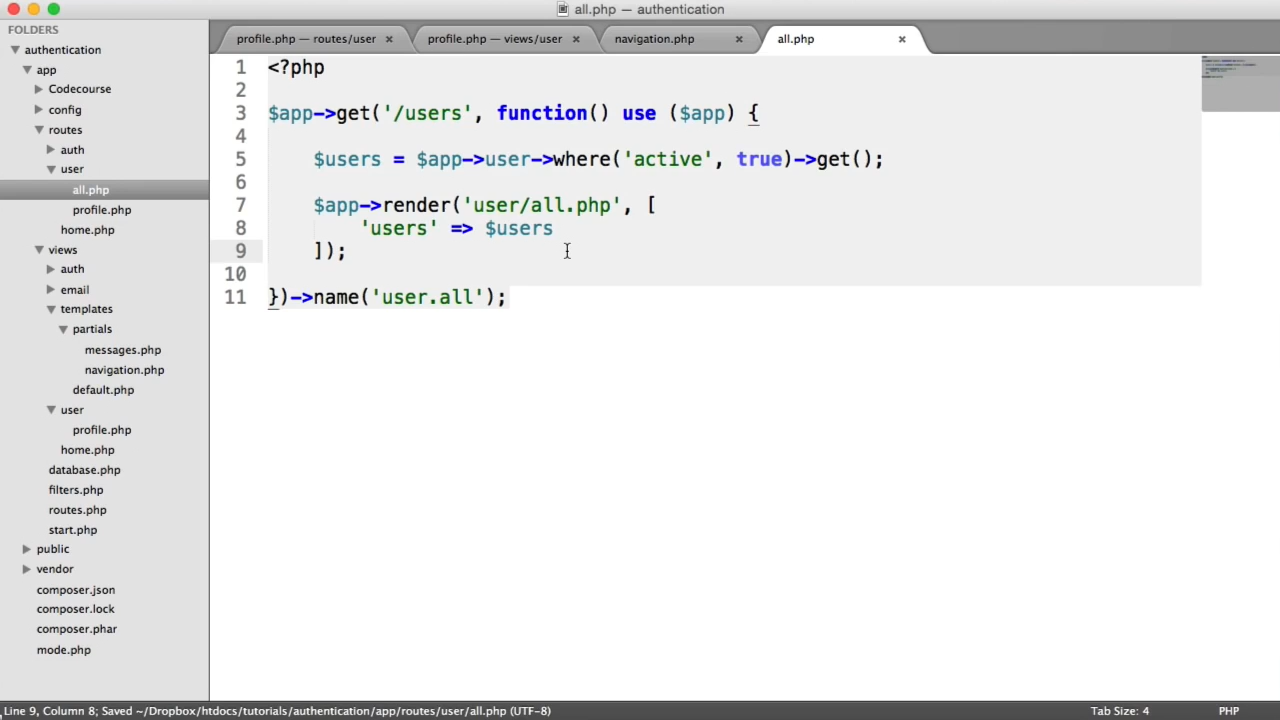 all.php — authentication
FOLDERS
authentication
app
Codecourse
config
routes
auth
user
all.php
profile.php
home.php
views
auth
email
templates
partials
messages.php
navigation.php
default.php
user
profile.php
home.php
database.php
filters.php
routes.php
start.php
public
vendor
composer.json
composer.lock
composer.phar
mode.php
profile.php — routes/user
profile.php — views/user
navigation.php
all.php
1 <?php
2
3 $app->get('/users', function() use ($app) {
4
5 $users = $app->user->where('active', true)->get();
6
7 $app->render('user/all.php', [
8 'users' => $users
9 ]);
10
11 })->name('user.all');
Line 9, Column 8; Saved ~/Dropbox/htdocs/tutorials/authentication/app/routes/user/all.php (UTF-8)
Tab Size: 4
PHP